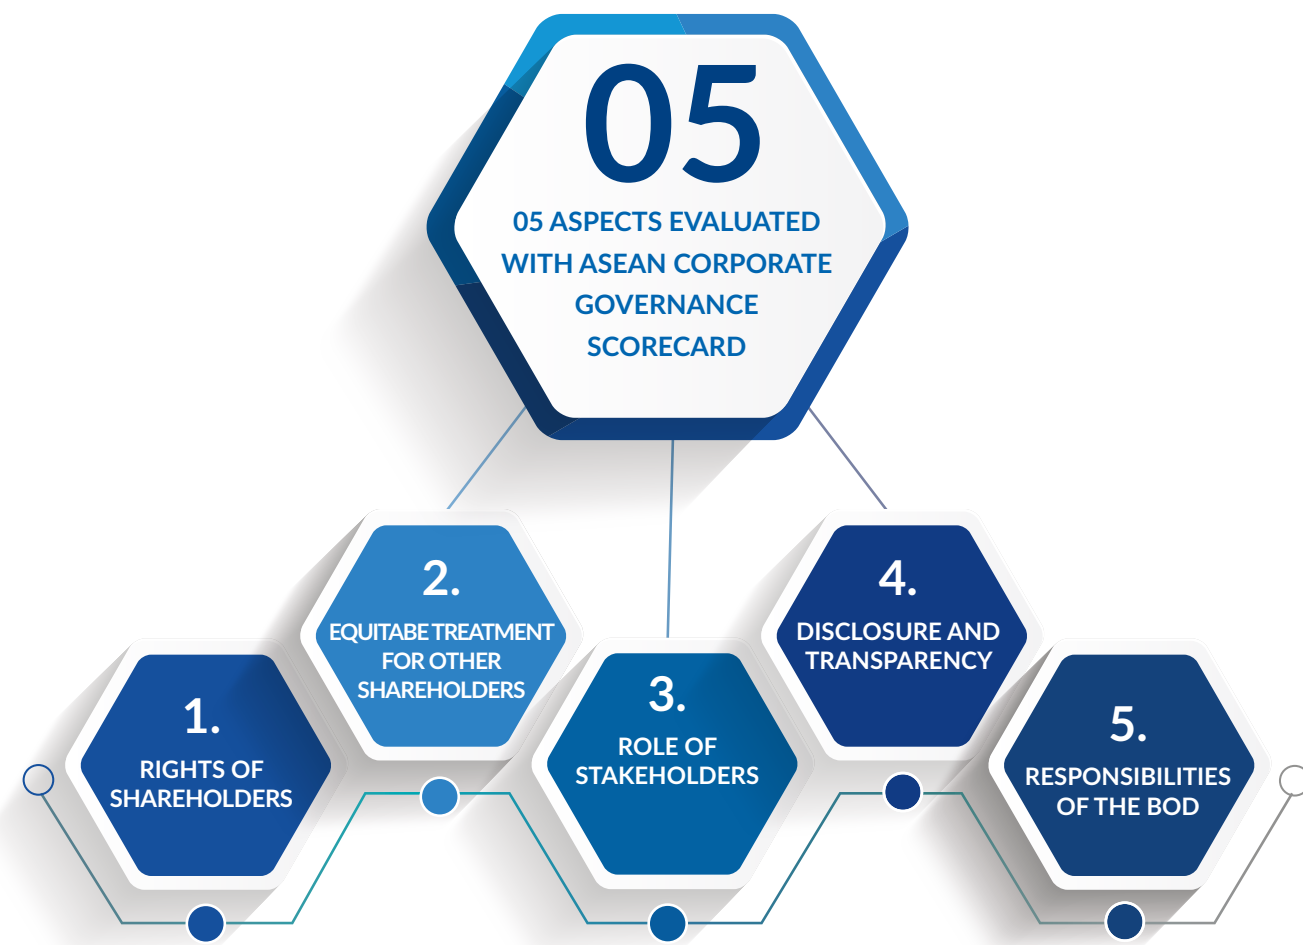 05
05 ASPECTS EVALUATED
WITH ASEAN CORPORATE
GOVERNANCE
SCORECARD
1.
RIGHTS OF
SHAREHOLDERS
2.
EQUITABE TREATMENT
FOR OTHER
SHAREHOLDERS
3.
ROLE OF
STAKEHOLDERS
4.
DISCLOSURE AND
TRANSPARENCY
5.
RESPONSIBILITIES
OF THE BOD